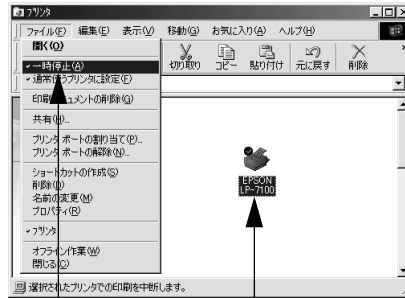 プリンタ
ファイル(F) 編集(E) 表示(V) 移動(G) お気に入り(A) ヘルプ(H)
開く(O)
一時停止(A)
通常使うプリンタに設定(F)
印刷ドキュメントの削除(G)
共有(H)...
プリンタ ポートの割り当て(P)...
プリンタ ポートの解除(N)...
ショートカットの作成(S)
削除(D)
名前の変更(M)
プロパティ(R)
プリンタ
オフライン作業(W)
閉じる(C)
切り取り コピー 貼り付け 元に戻す 削除
EPSON
LP-7100
選択されたプリンタでの印刷を中断します。